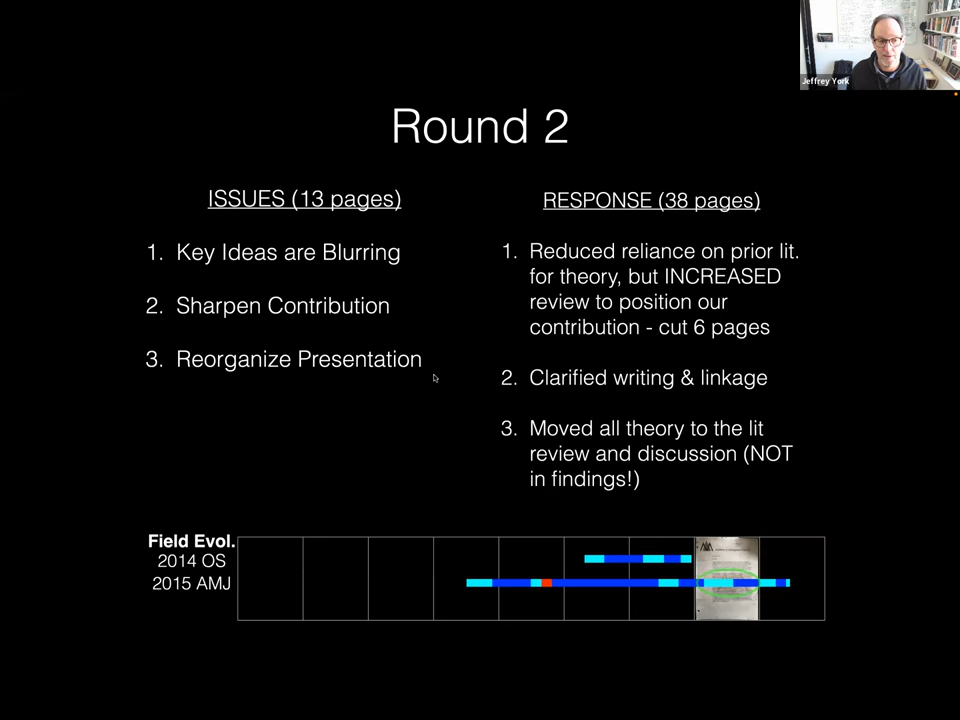 Jeffrey York
Round 2
ISSUES (13 pages)
1. Key Ideas are Blurring
2. Sharpen Contribution
3. Reorganize Presentation
RESPONSE (38 pages)
1. Reduced reliance on prior lit.
for theory, but INCREASED
review to position our
contribution - cut 6 pages
2. Clarified writing & linkage
3. Moved all theory to the lit
review and discussion (NOT
in findings!)
Field Evol.
2014 OS
2015 AMJ